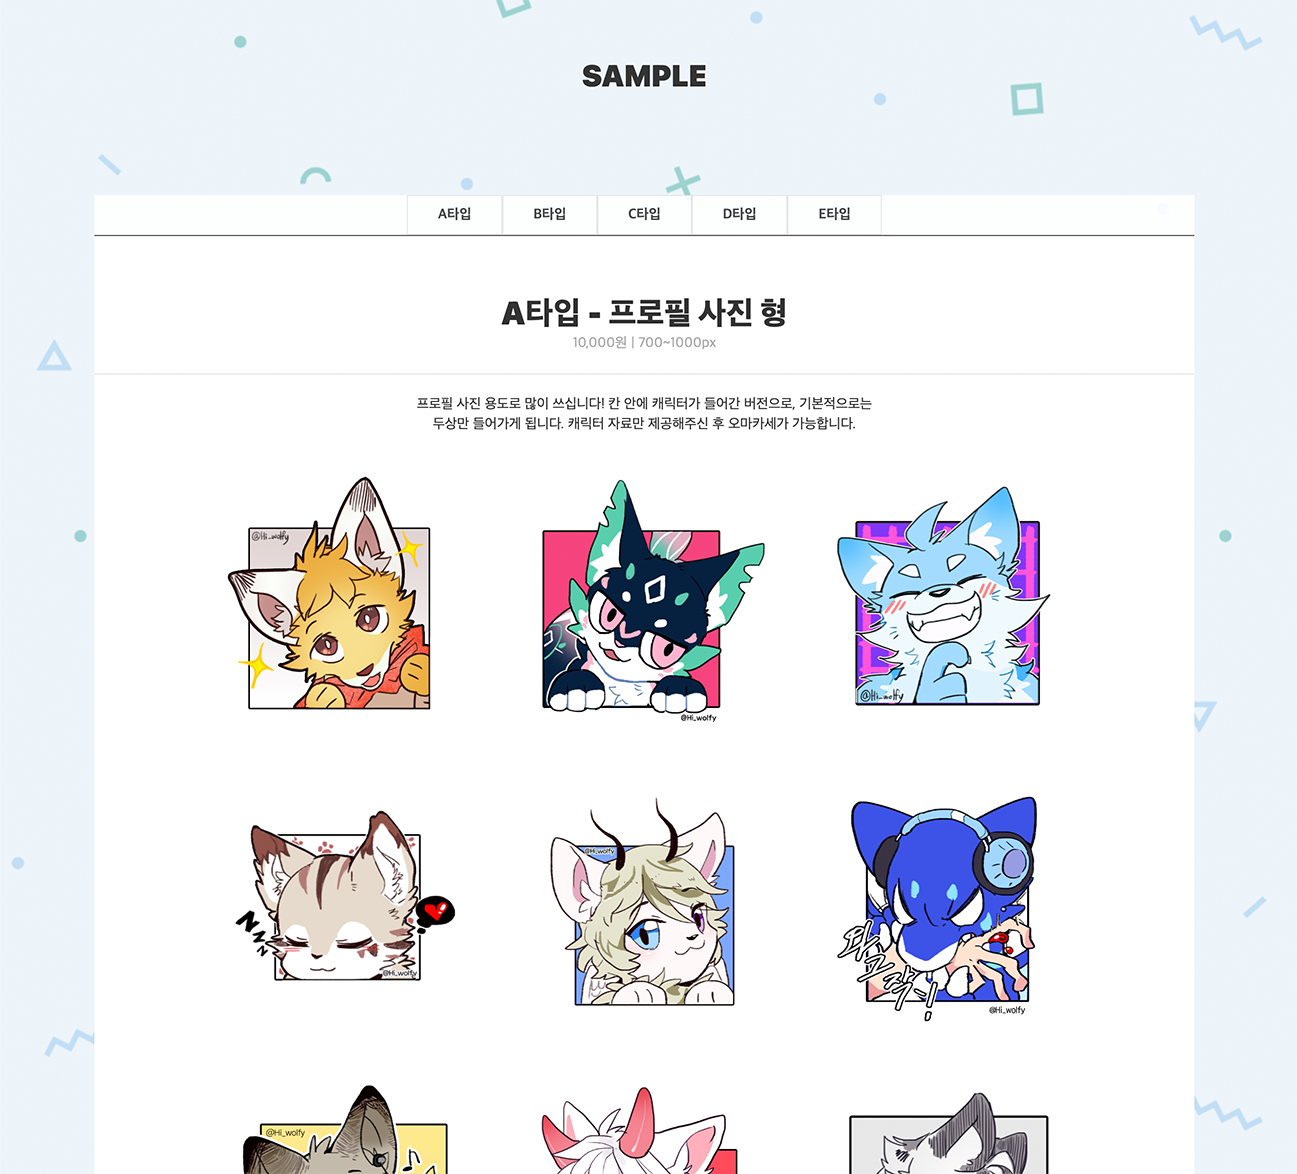 SAMPLE
A타입
B타입
C타입
D타입
E타입
A타입 - 프로필 사진 형
10,000원 | 700~1000px
프로필 사진 용도로 많이 쓰십니다! 칸 안에 캐릭터가 들어간 버전으로, 기본적으로는
두상만 들어가게 됩니다. 캐릭터 자료만 제공해주신 후 오마카세가 가능합니다.
@Hi_wolfy
@Hi_wolfy
@Hi_wolfy
zzzz
@Hi_wolfy
@Hi_wolfy
와그작-!
@Hi_wolfy
@Hi_wolfy